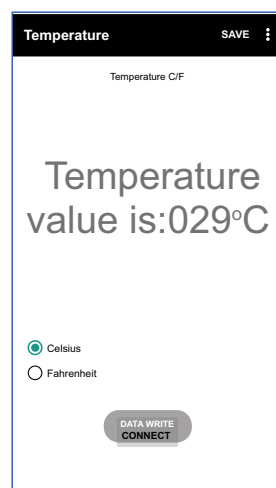 Temperature SAVE
Temperature C/F
Temperature
value is:029°C
Celsius
Fahrenheit
DATA WRITE
CONNECT